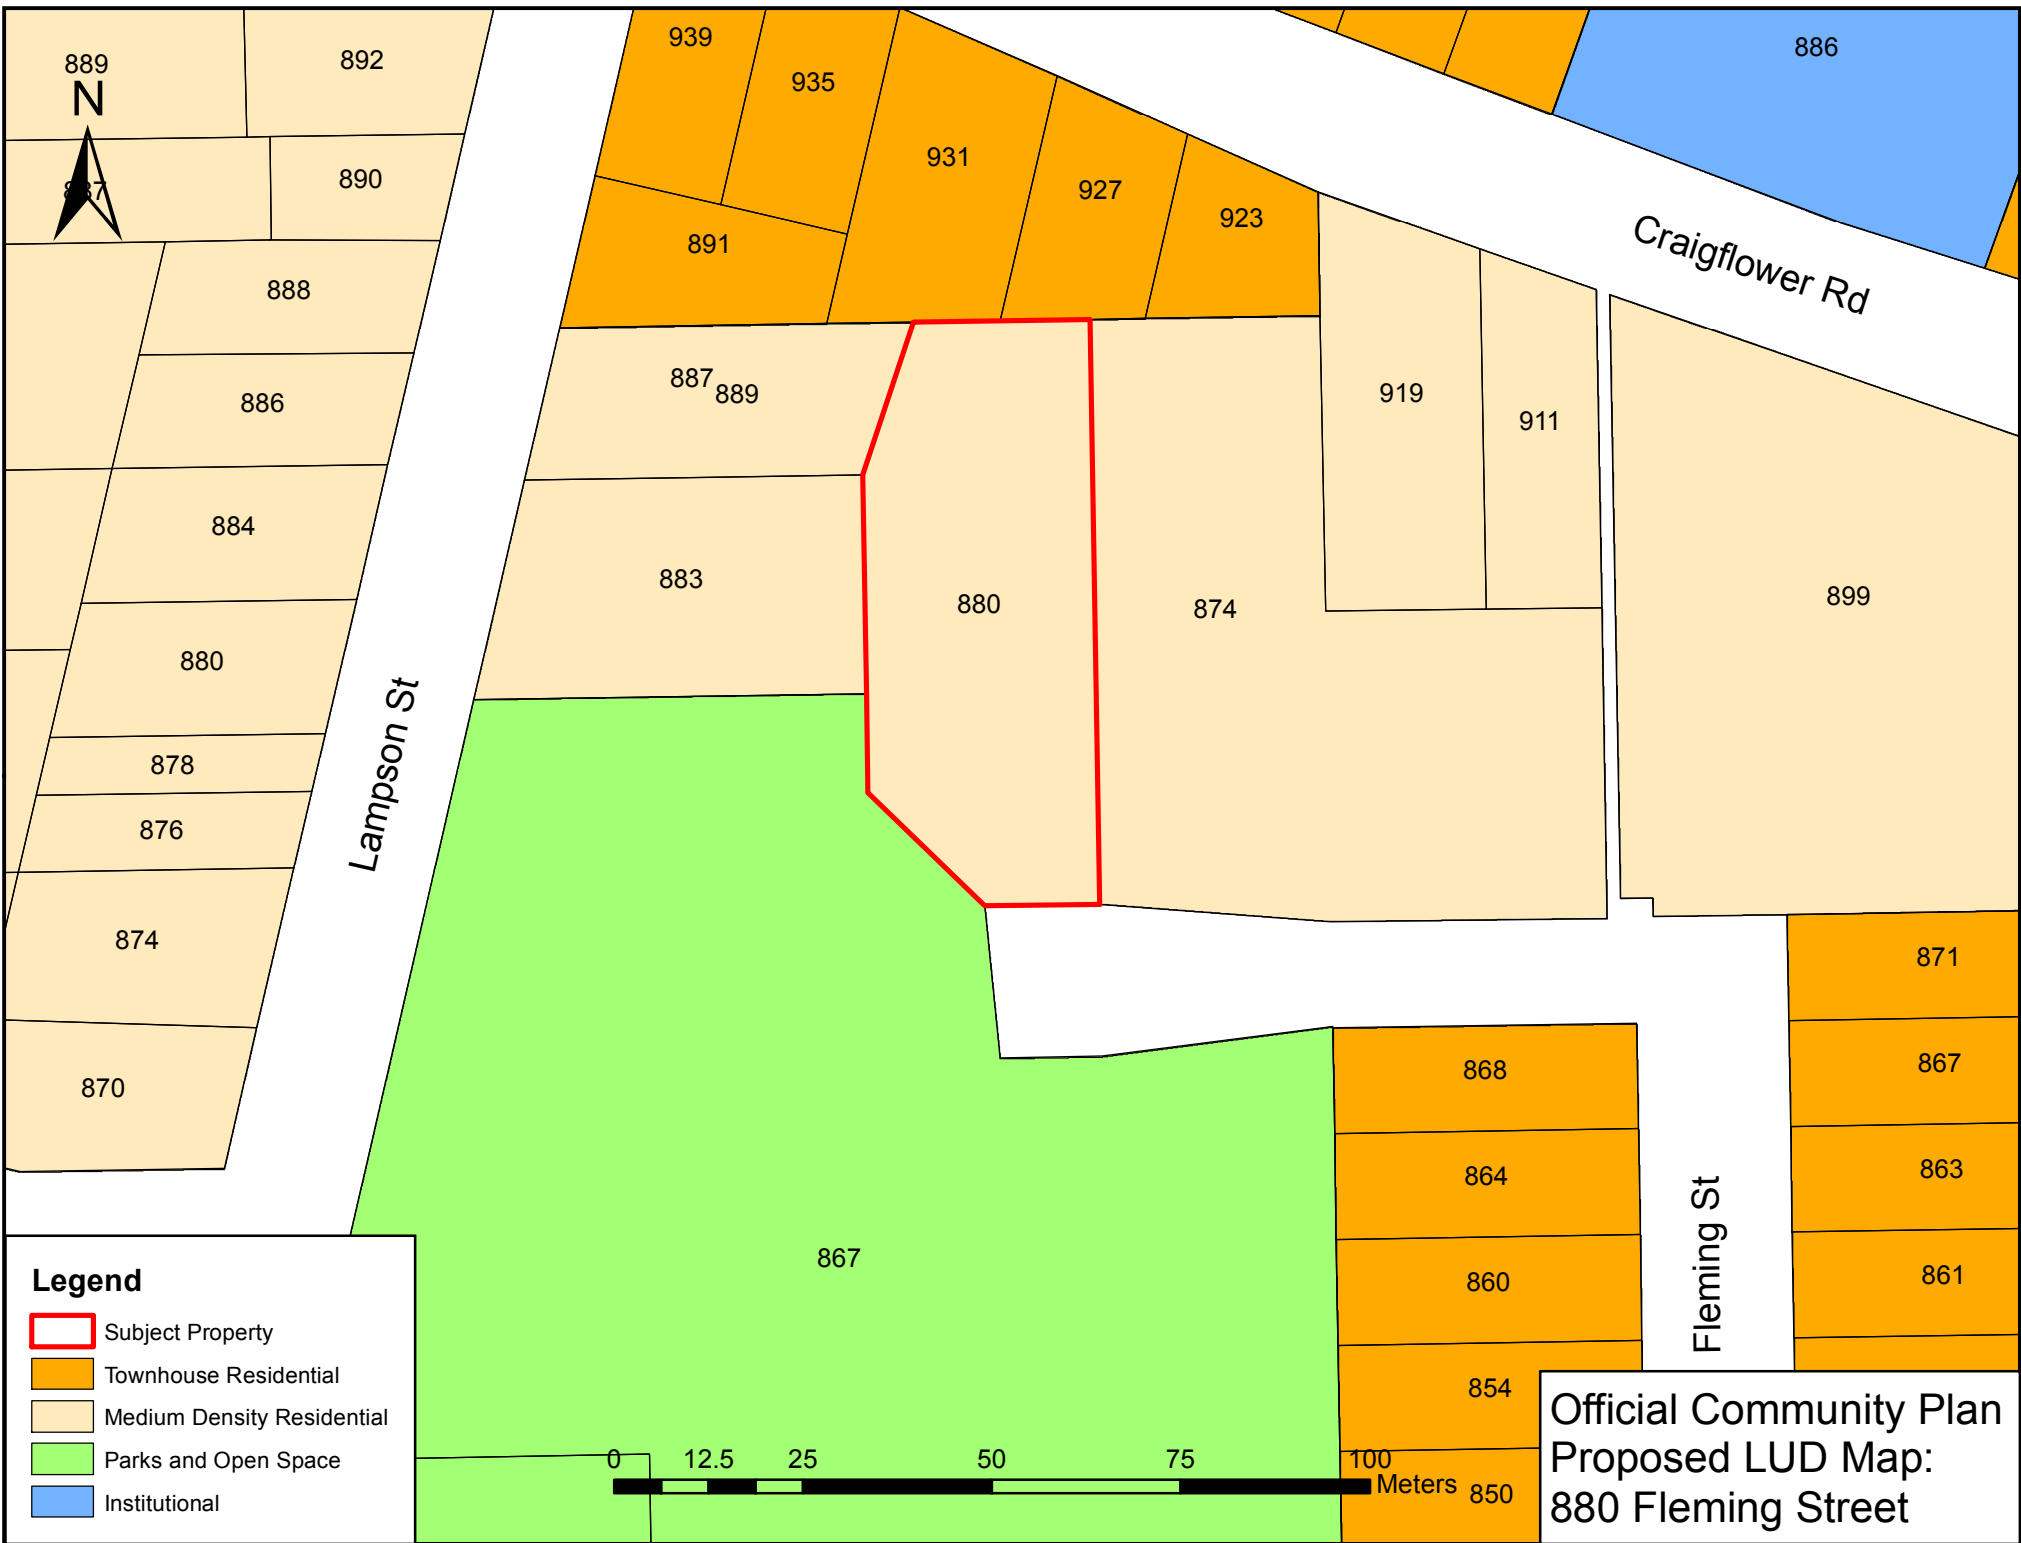 889
892
939
935
886
N
887
890
931
927
923
891
888
Craigflower Rd
887
889
886
919
911
884
883
880
874
899
880
Lampson St
878
876
874
871
868
867
870
864
863
Fleming St
867
860
861
854
850
Legend
Subject Property
Townhouse Residential
Medium Density Residential
Parks and Open Space
Institutional
0 12.5 25 50 75 100
Meters
Official Community Plan
Proposed LUD Map:
880 Fleming Street